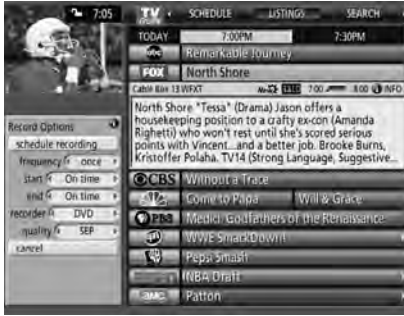 7:05
TV SCHEDULE LISTINGS SEARCH
TODAY 7:00PM 7:30PM
abc Remarkable Journey
FOX North Shore
Cable Box 13 WFXT 7:00 8:00 INFO
North Shore "Tessa" (Drama) Jason offers a
housekeeping position to a crafty ex-con (Amanda
Righetti) who won't rest until she's scored serious
points with Vincent...and a better job. Brooke Burns,
Kristoffer Polaha. TV14 (Strong Language, Suggestive...
Record Options
schedule recording
frequency once
start On time
end On time
recorder DVD
quality SEP
cancel
CBS Without a Trace
Come to Papa Will & Grace
PBS Medici: Godfathers of the Renaissance
WWE SmackDown!
Pepsi Smash
NBA Draft
AMC Patton